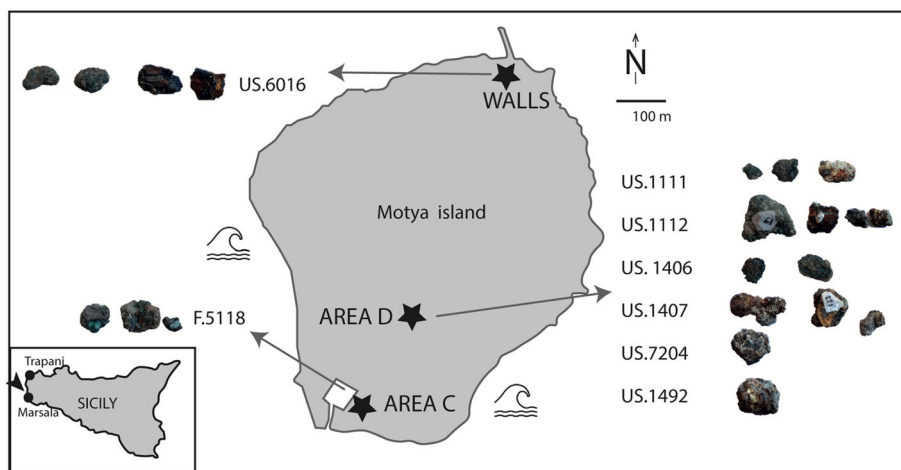 US.6016
WALLS
N
100 m
Motya island
US.1111
US.1112
US. 1406
US.1407
US.7204
US.1492
AREA D
F.5118
AREA C
Trapani
SICILY
Marsala